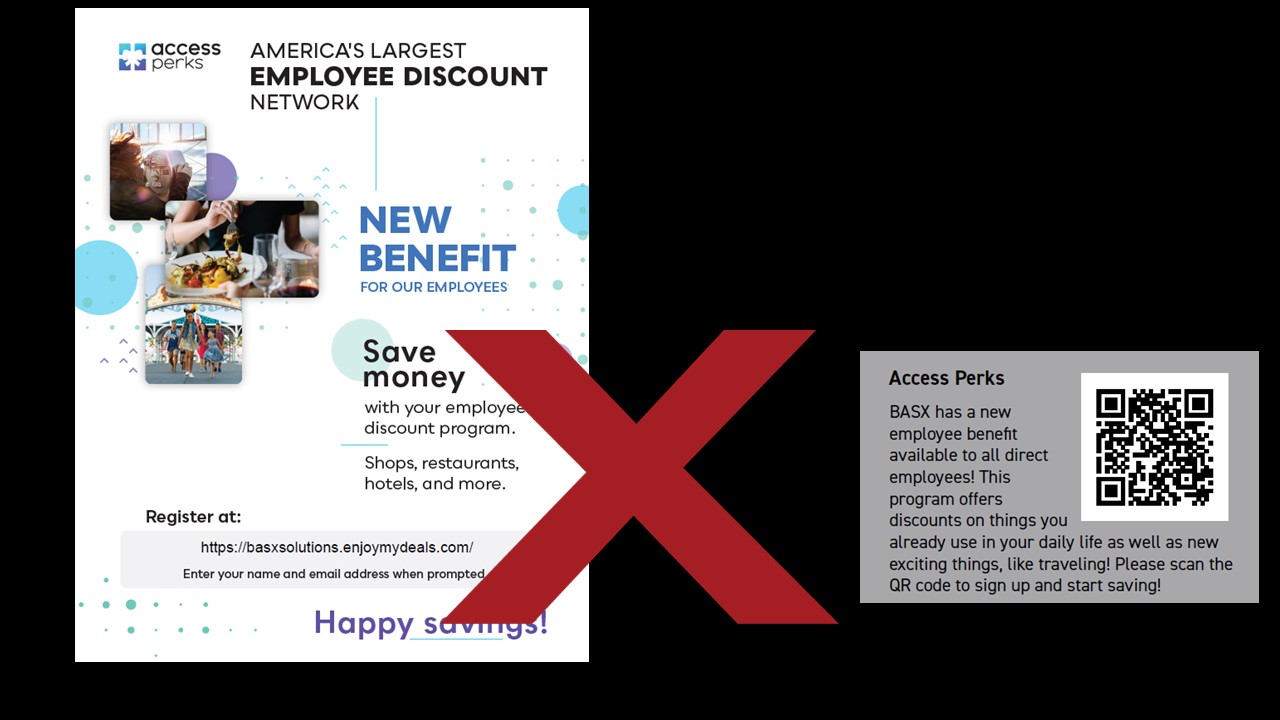 access
perks
AMERICA'S LARGEST
EMPLOYEE DISCOUNT
NETWORK
NEW
BENEFIT
FOR OUR EMPLOYEES
Save
money
with your employee
discount program.
Shops, restaurants,
hotels, and more.
Register at:
https://basxsolutions.enjoymydeals.com/
Enter your name and email address when prompted
Happy savings!
X
Access Perks
BASX has a new
employee benefit
available to all direct
employees! This
program offers
discounts on things you
already use in your daily life as well as new
exciting things, like traveling! Please scan the
QR code to sign up and start saving!